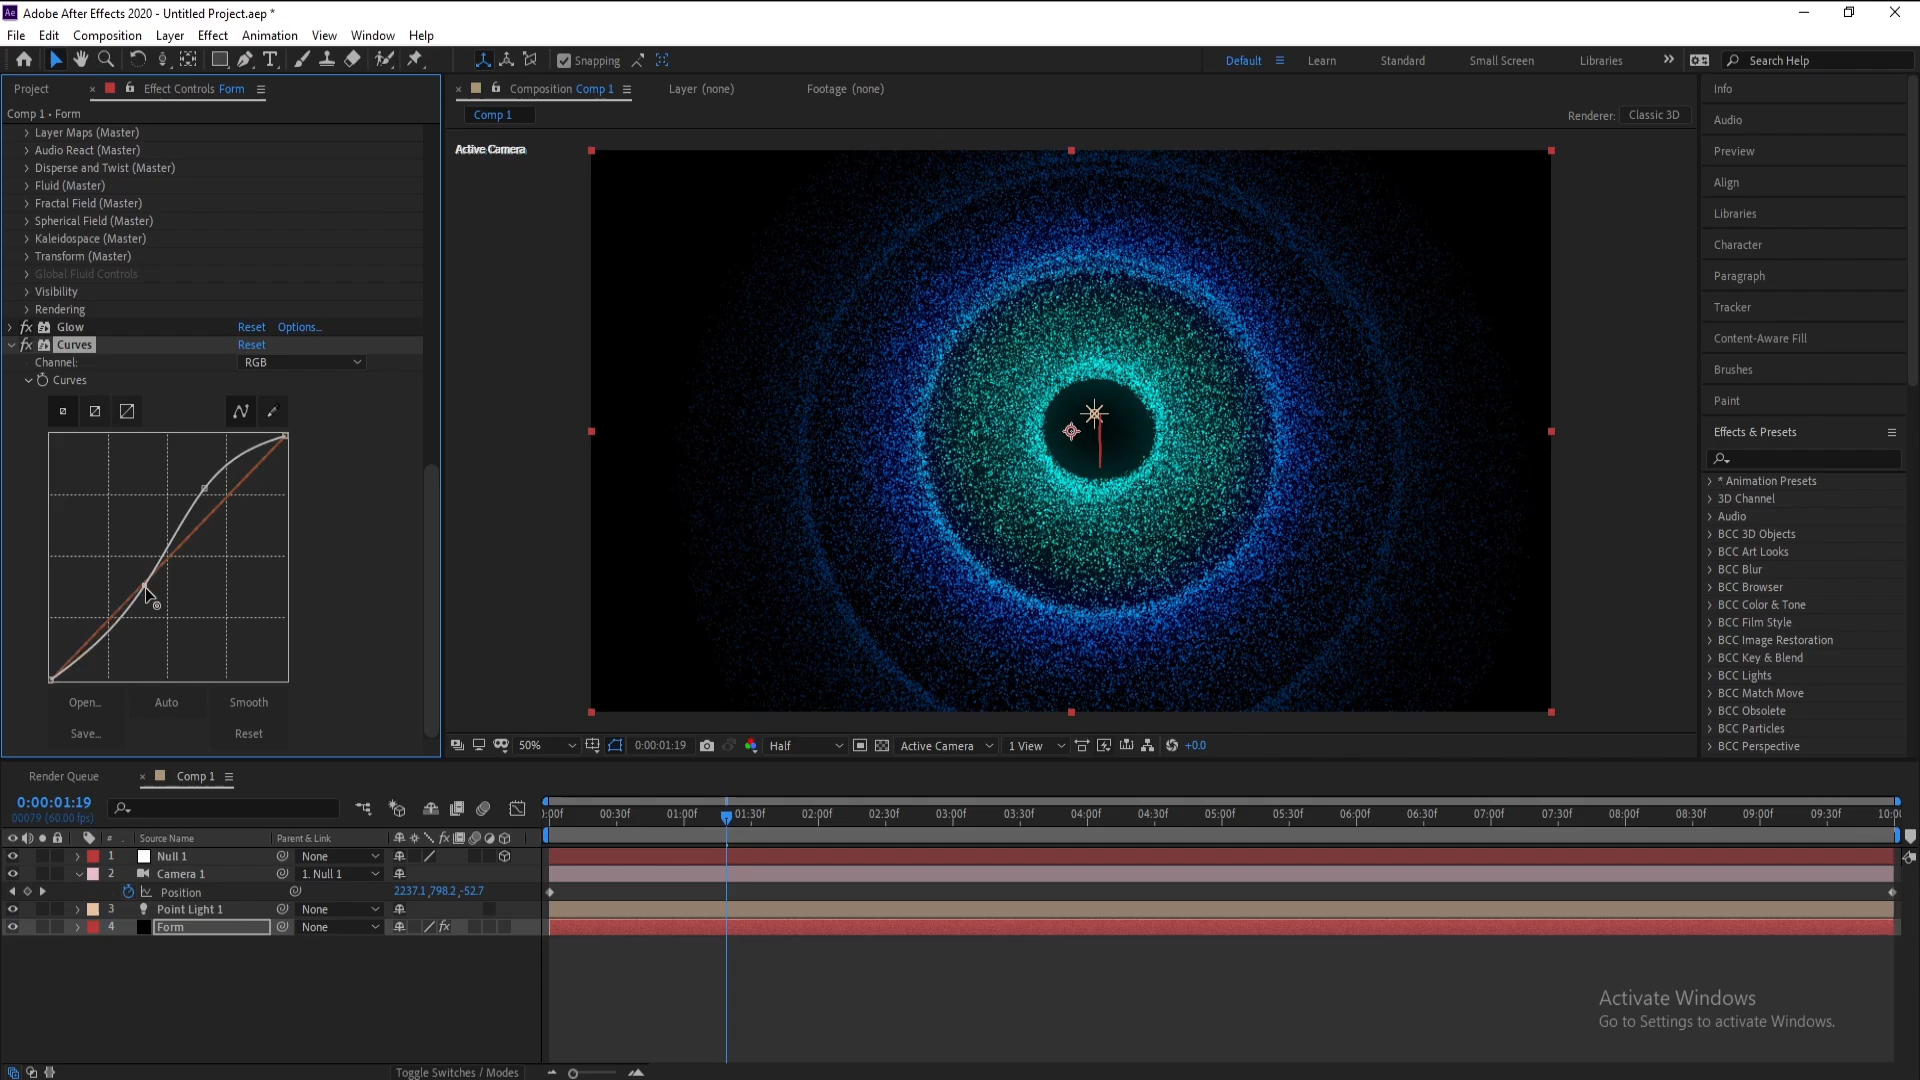 Adobe After Effects 2020 - Untitled Project.aep *
File Edit Composition Layer Effect Animation View Window Help
Snapping
Default Learn Standard Small Screen Libraries Search Help
Project Effect Controls Form
Comp 1 • Form
Layer Maps (Master)
Audio React (Master)
Disperse and Twist (Master)
Fluid (Master)
Fractal Field (Master)
Spherical Field (Master)
Kaleidospace (Master)
Transform (Master)
Global Fluid Controls
Visibility
Rendering
fx Glow Reset Options...
fx Curves Reset
Channel: RGB
Curves
Open... Auto Smooth
Save... Reset
Composition Comp 1 Layer (none) Footage (none)
Comp 1 Renderer: Classic 3D
Active Camera
50% 0:00:01:19 Half Active Camera 1 View +0.0
Info
Audio
Preview
Align
Libraries
Character
Paragraph
Tracker
Content-Aware Fill
Brushes
Paint
Effects & Presets
* Animation Presets
3D Channel
Audio
BCC 3D Objects
BCC Art Looks
BCC Blur
BCC Browser
BCC Color & Tone
BCC Film Style
BCC Image Restoration
BCC Key & Blend
BCC Lights
BCC Match Move
BCC Obsolete
BCC Particles
BCC Perspective
Render Queue Comp 1
0:00:01:19
00079 (60.00 fps)
# Source Name Parent & Link fx
:00f 00:30f 01:00f 01:30f 02:00f 02:30f 03:00f 03:30f 04:00f 04:30f 05:00f 05:30f 06:00f 06:30f 07:00f 07:30f 08:00f 08:30f 09:00f 09:30f 10:00
1 Null 1 None
2 Camera 1 1. Null 1
Position 2237.1,798.2,-52.7
3 Point Light 1 None
4 Form None fx
Activate Windows
Go to Settings to activate Windows.
Toggle Switches / Modes